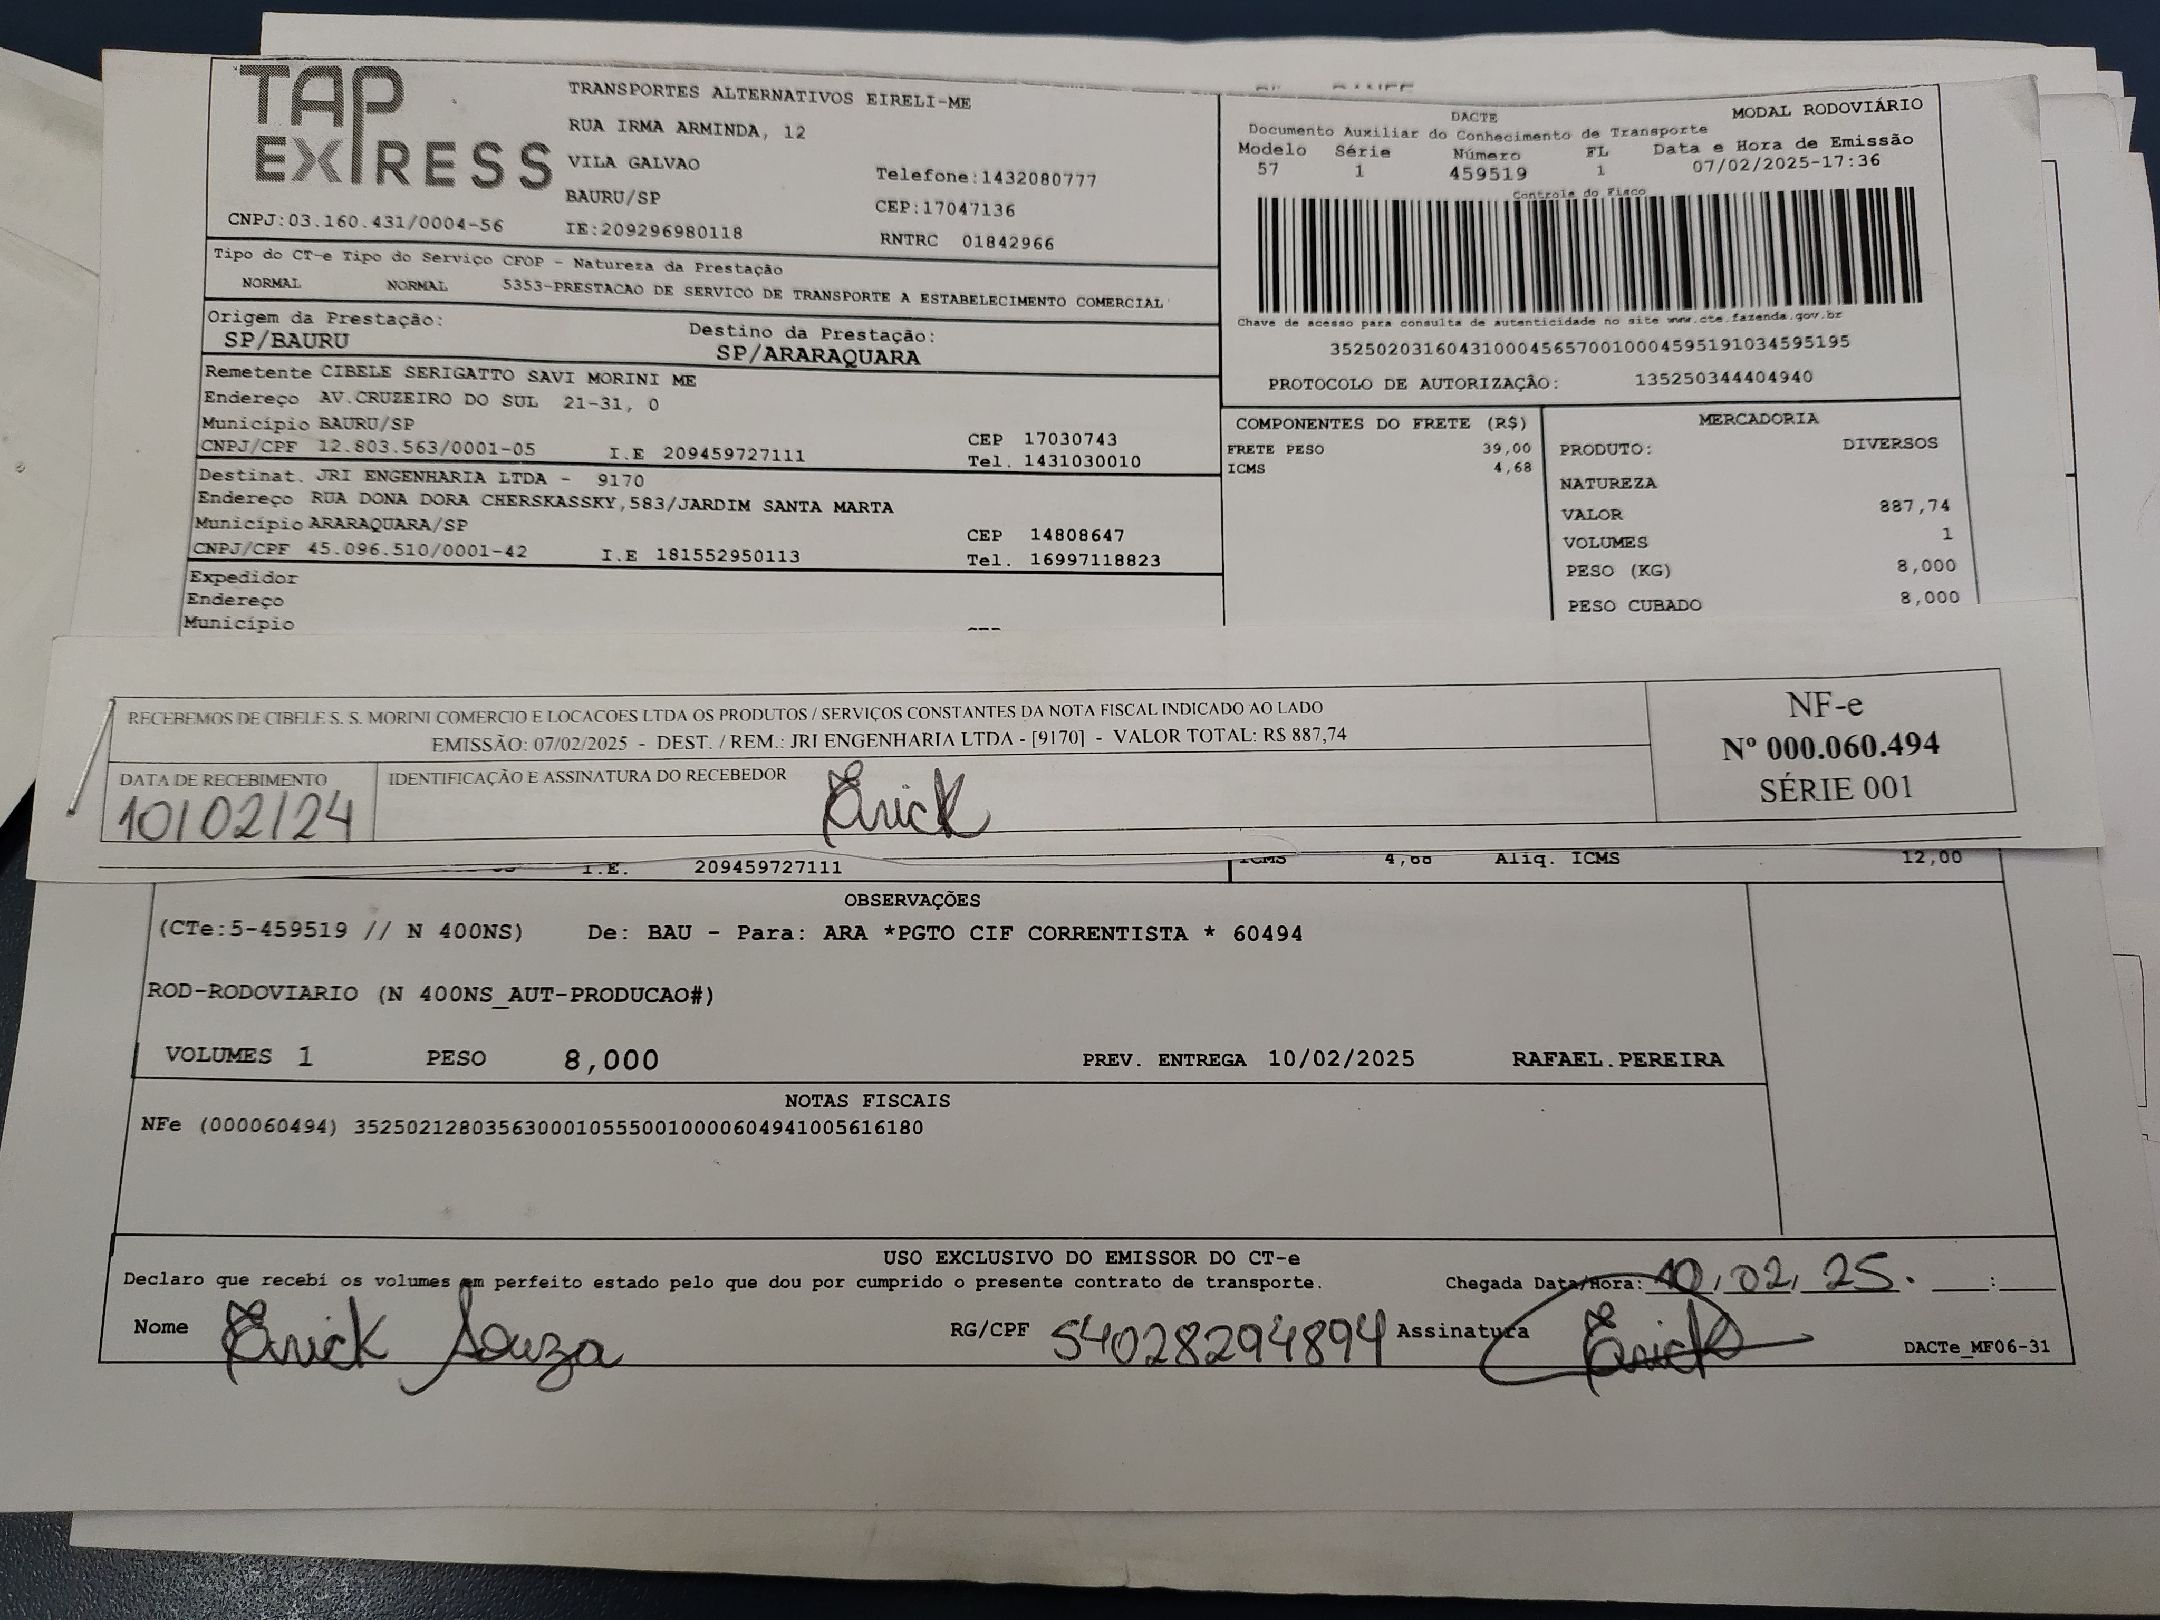 TAP
EXPRESS
TRANSPORTES ALTERNATIVOS EIRELI-ME
RUA IRMA ARMINDA, 12
VILA GALVAO
BAURU/SP
Telefone:1432080777
CEP:17047136
CNPJ:03.160.431/0004-56
IE:209296980118
RNTRC 01842966
DACTE
MODAL RODOVIÁRIO
Documento Auxiliar do Conhecimento de Transporte
Modelo Série Número FL Data e Hora de Emissão
57 1 459519 1 07/02/2025-17:36
Controle do Fisco
Chave de acesso para consulta de autenticidade no site www.cte.fazenda.gov.br
35250203160431000456570010004595191034595195
PROTOCOLO DE AUTORIZAÇÃO: 135250344404940
Tipo do CT-e Tipo do Serviço CFOP - Natureza da Prestação
NORMAL NORMAL 5353-PRESTACAO DE SERVICO DE TRANSPORTE A ESTABELECIMENTO COMERCIAL
Origem da Prestação:
SP/BAURU
Destino da Prestação:
SP/ARARAQUARA
Remetente CIBELE SERIGATTO SAVI MORINI ME
Endereço AV.CRUZEIRO DO SUL 21-31, 0
Município BAURU/SP
CEP 17030743
CNPJ/CPF 12.803.563/0001-05 I.E 209459727111 Tel. 1431030010
Destinat. JRI ENGENHARIA LTDA - 9170
Endereço RUA DONA DORA CHERSKASSKY,583/JARDIM SANTA MARTA
Município ARARAQUARA/SP
CEP 14808647
CNPJ/CPF 45.096.510/0001-42 I.E 181552950113 Tel. 16997118823
Expedidor
Endereço
Município
COMPONENTES DO FRETE (R$)
FRETE PESO 39,00
ICMS 4,68
MERCADORIA
PRODUTO: DIVERSOS
NATUREZA
VALOR 887,74
VOLUMES 1
PESO (KG) 8,000
PESO CUBADO 8,000
RECEBEMOS DE CIBELE S. S. MORINI COMERCIO E LOCACOES LTDA OS PRODUTOS / SERVIÇOS CONSTANTES DA NOTA FISCAL INDICADO AO LADO
EMISSÃO: 07/02/2025 - DEST. / REM.: JRI ENGENHARIA LTDA - [9170] - VALOR TOTAL: R$ 887,74
NF-e
Nº 000.060.494
SÉRIE 001
DATA DE RECEBIMENTO
10/02/24
IDENTIFICAÇÃO E ASSINATURA DO RECEBEDOR
Erick
I.E. 209459727111
ICMS 4,68 Aliq. ICMS 12,00
OBSERVAÇÕES
(CTe:5-459519 // N 400NS) De: BAU - Para: ARA *PGTO CIF CORRENTISTA * 60494
ROD-RODOVIARIO (N 400NS_AUT-PRODUCAO#)
VOLUMES 1 PESO 8,000 PREV. ENTREGA 10/02/2025 RAFAEL.PEREIRA
NOTAS FISCAIS
NFe (000060494) 35250212803563000105550010000604941005616180
USO EXCLUSIVO DO EMISSOR DO CT-e
Declaro que recebi os volumes em perfeito estado pelo que dou por cumprido o presente contrato de transporte. Chegada Data/Hora: 10, 02, 25. :
Nome Erick Souza RG/CPF 54028294894 Assinatura Erick
DACTe_MF06-31